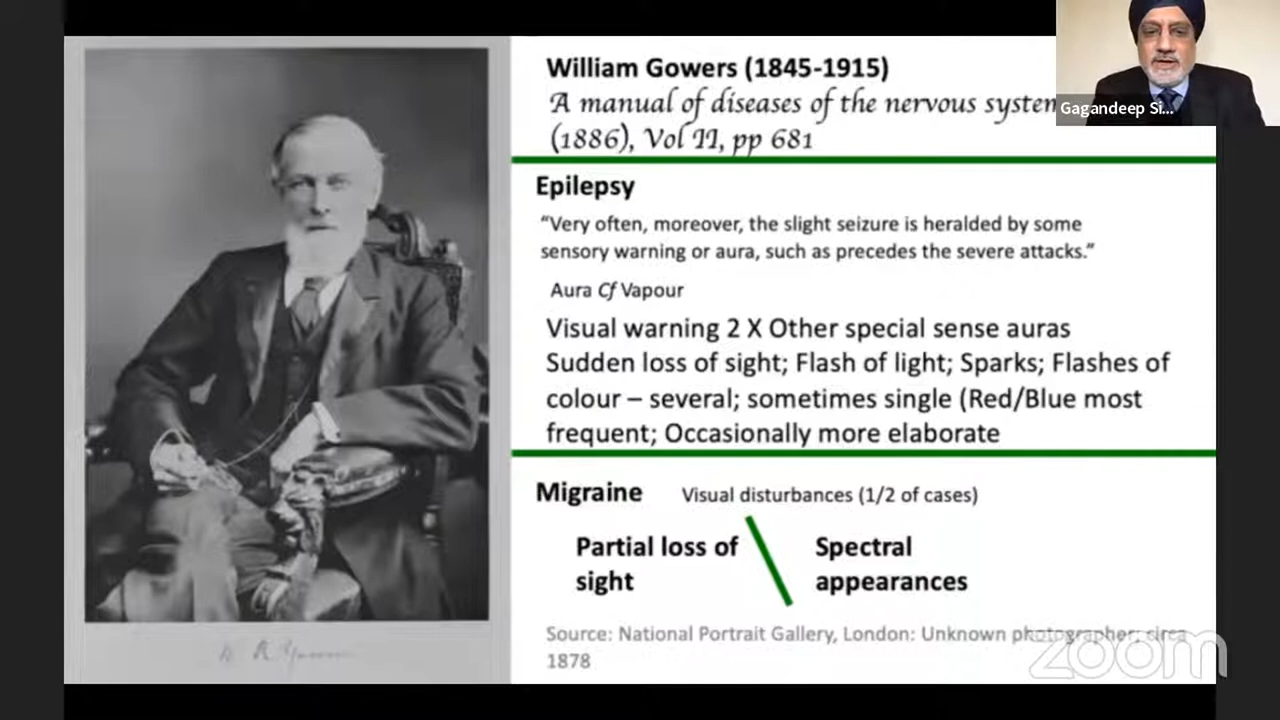 William Gowers (1845-1915)
A manual of diseases of the nervous system
(1886), Vol II, pp 681
Gagandeep Si...
Epilepsy
“Very often, moreover, the slight seizure is heralded by some
sensory warning or aura, such as precedes the severe attacks.”
Aura Cf Vapour
Visual warning 2 X Other special sense auras
Sudden loss of sight; Flash of light; Sparks; Flashes of
colour – several; sometimes single (Red/Blue most
frequent; Occasionally more elaborate
Migraine Visual disturbances (1/2 of cases)
Partial loss of
sight
Spectral
appearances
Source: National Portrait Gallery, London: Unknown photographer; circa
1878
zoom